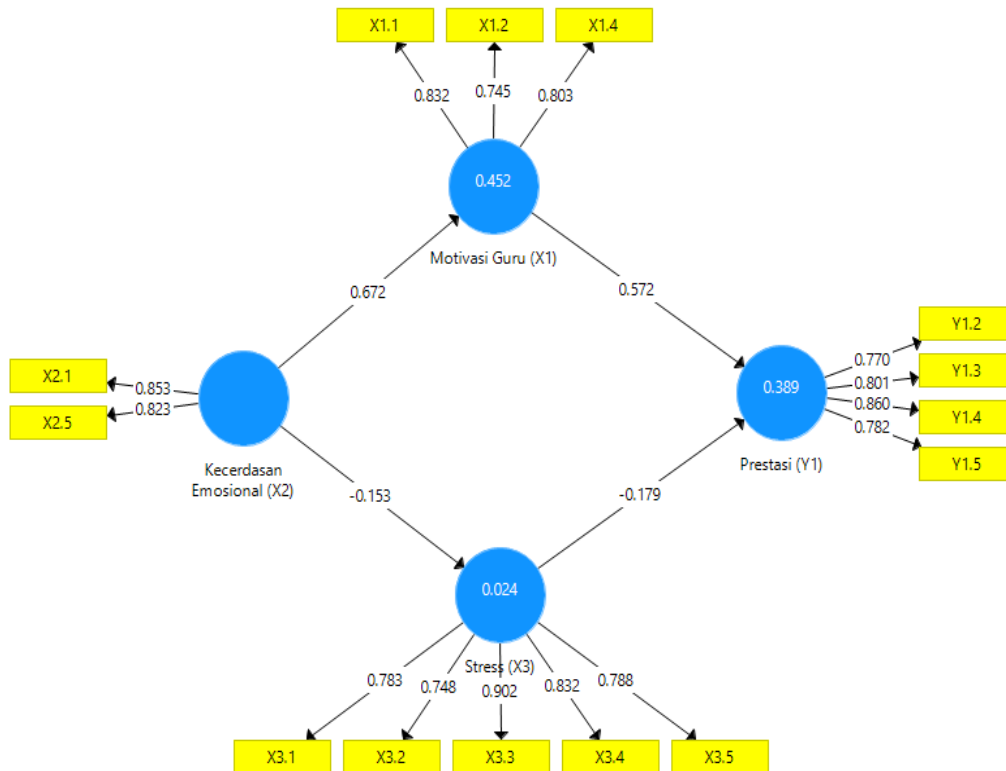 X1.1 X1.2 X1.4
0.832 0.745 0.803
0.452
Motivasi Guru (X1)
0.672 0.572
X2.1 0.853
X2.5 0.823
Kecerdasan
Emosional (X2)
0.389
Prestasi (Y1)
0.770 Y1.2
0.801 Y1.3
0.860 Y1.4
0.782 Y1.5
-0.153 -0.179
0.024
Stress (X3)
0.783 0.748 0.902 0.832 0.788
X3.1 X3.2 X3.3 X3.4 X3.5